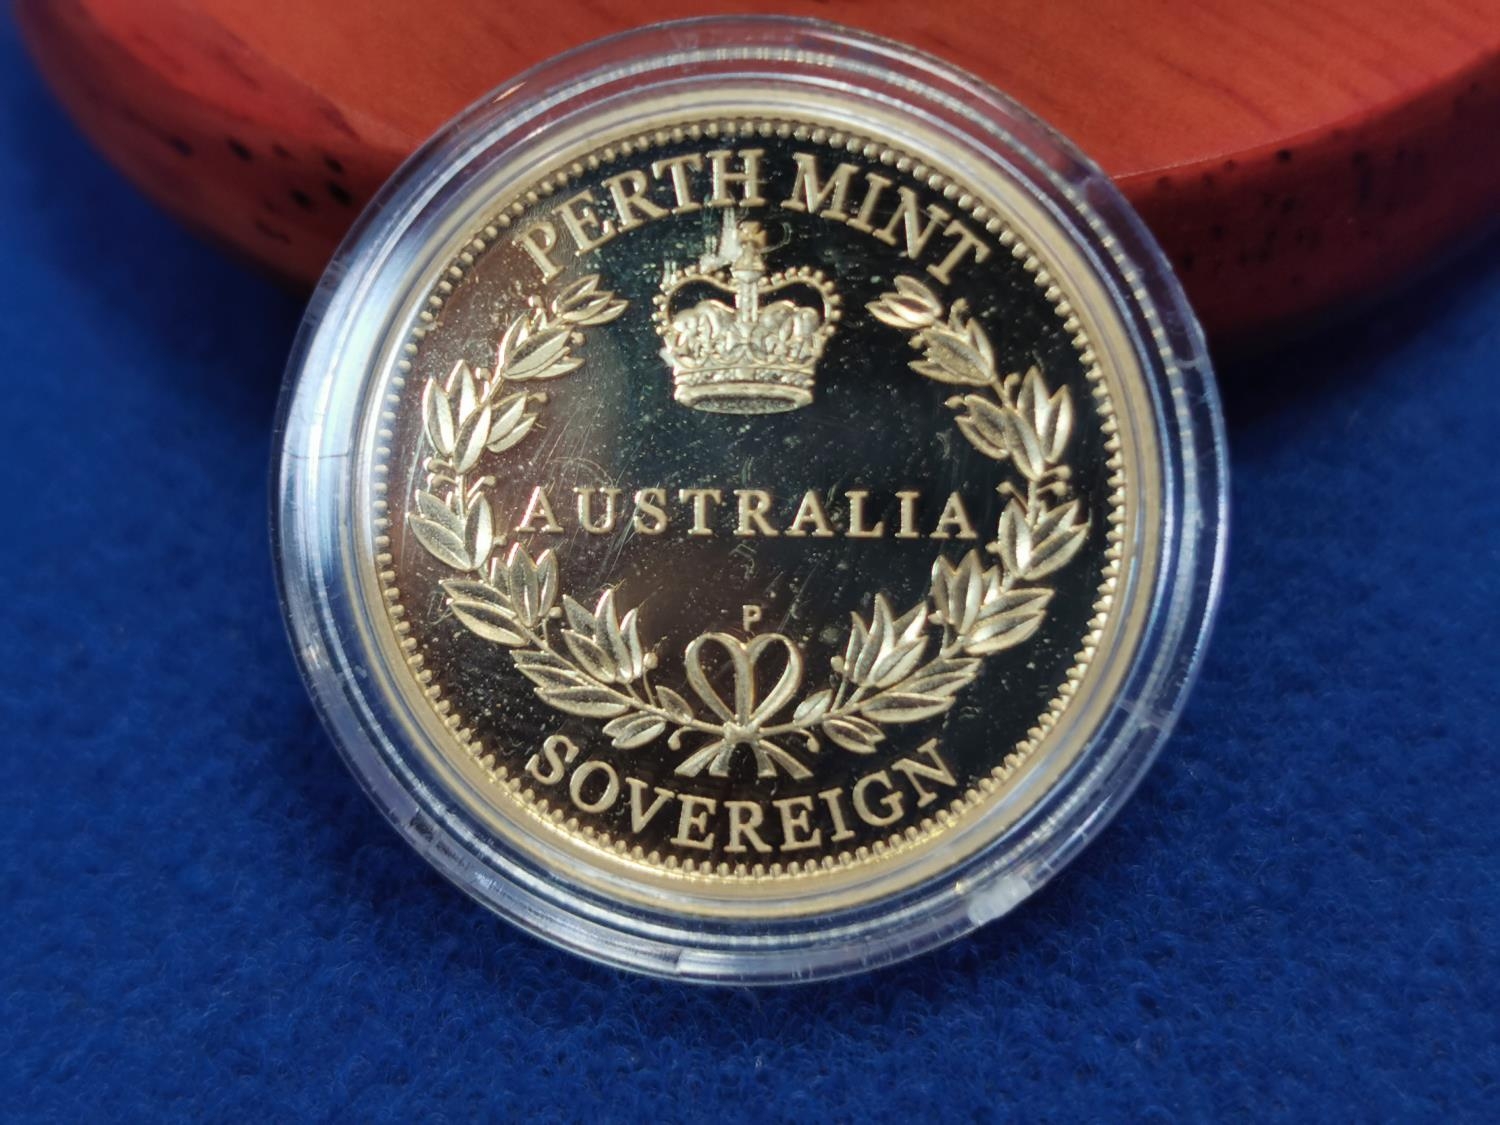 PERTH MINT
AUSTRALIA
P
SOVEREIGN